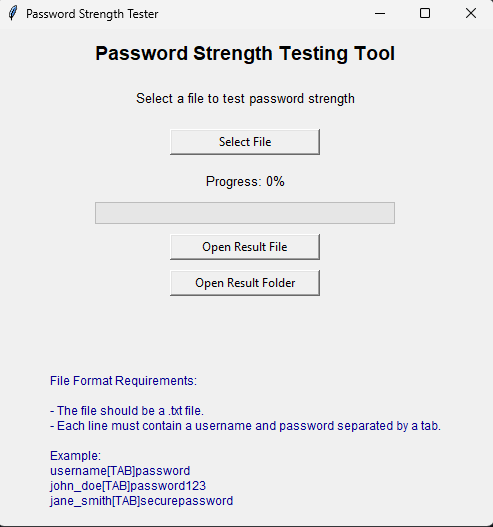 Password Strength Tester
Password Strength Testing Tool
Select a file to test password strength
Select File
Progress: 0%
Open Result File
Open Result Folder
File Format Requirements:
- The file should be a .txt file.
- Each line must contain a username and password separated by a tab.
Example:
username[TAB]password
john_doe[TAB]password123
jane_smith[TAB]securepassword